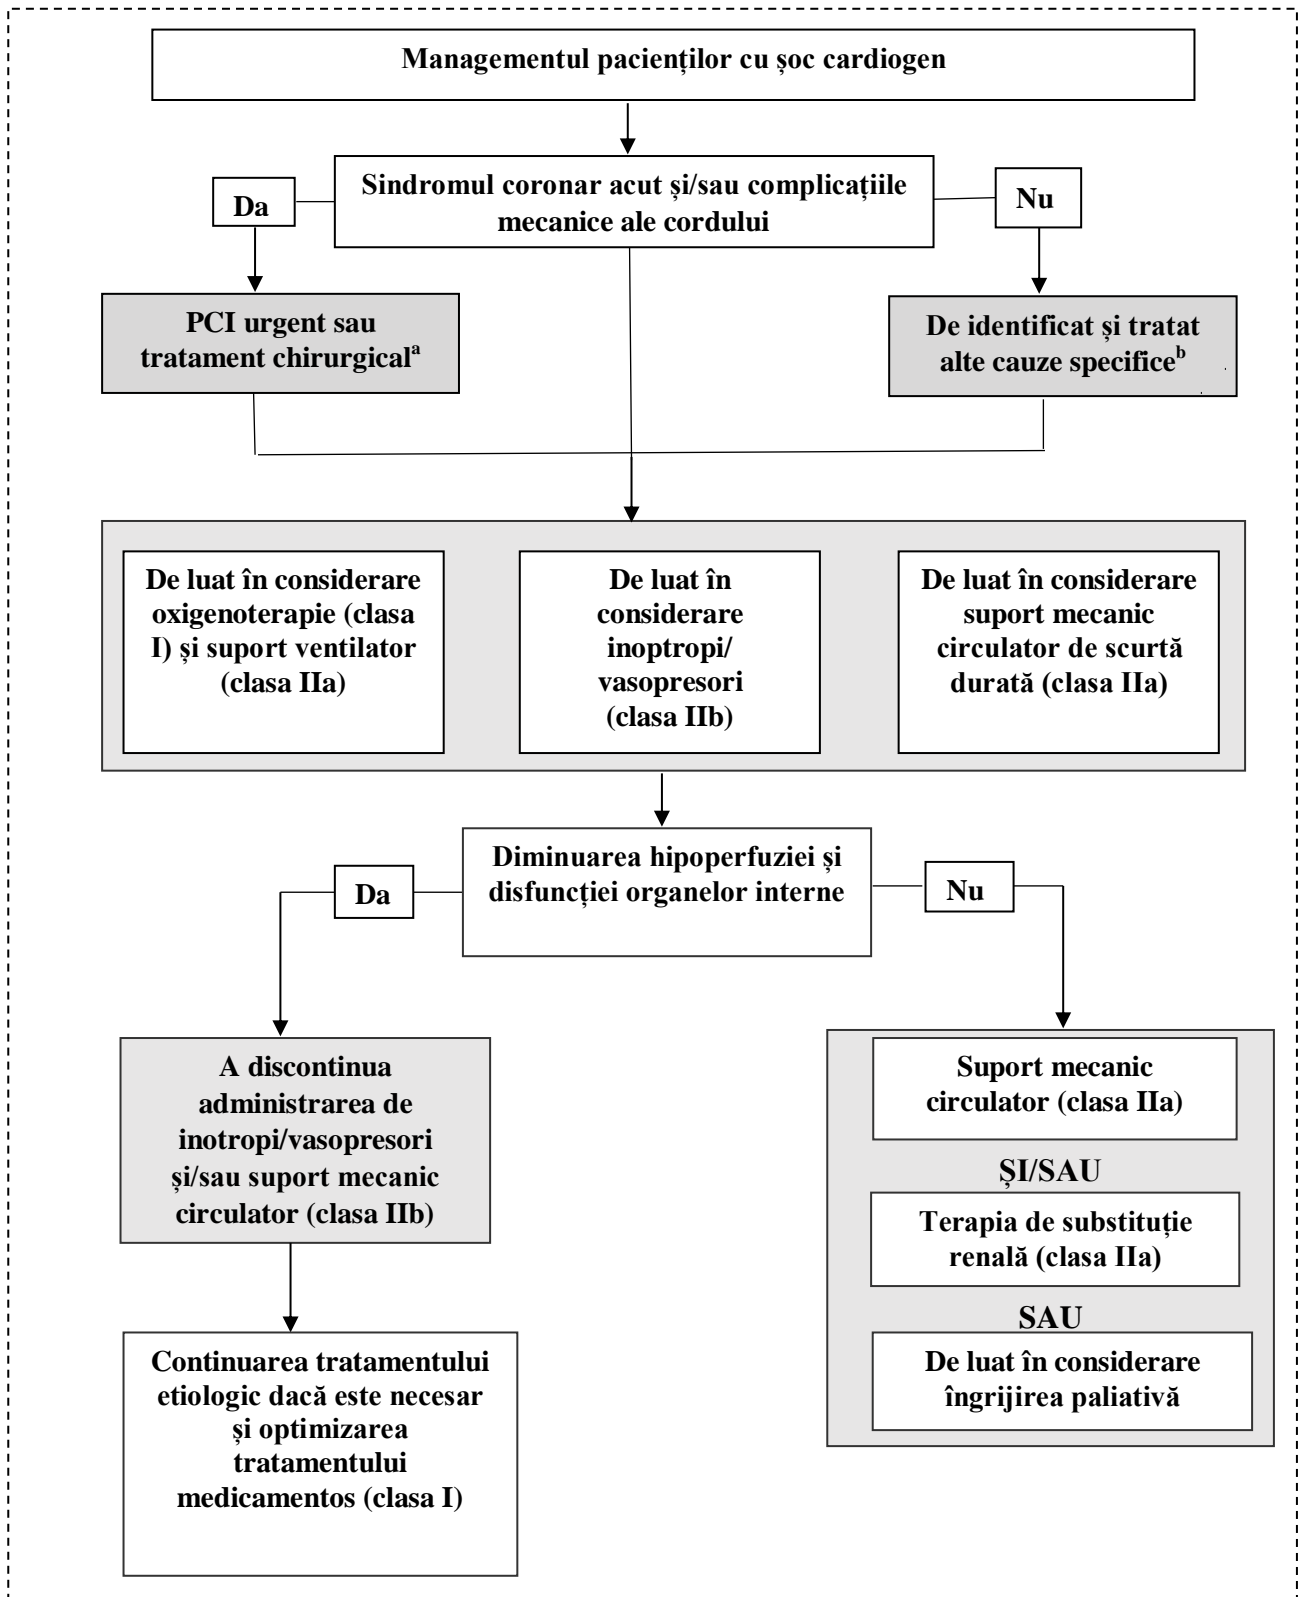 Managementul pacienților cu șoc cardiogen
Sindromul coronar acut și/sau complicațiile
mecanice ale cordului
Da
Nu
PCI urgent sau
tratament chirurgicalᵃ
De identificat și tratat
alte cauze specificeᵇ
De luat în considerare
oxigenoterapie (clasa
I) și suport ventilator
(clasa IIa)
De luat în
considerare
inoptropi/
vasopresori
(clasa IIb)
De luat în considerare
suport mecanic
circulator de scurtă
durată (clasa IIa)
Diminuarea hipoperfuziei și
disfuncției organelor interne
Da
Nu
A discontinua
administrarea de
inotropi/vasopresori
și/sau suport mecanic
circulator (clasa IIb)
Continuarea tratamentului
etiologic dacă este necesar
și optimizarea
tratamentului
medicamentos (clasa I)
Suport mecanic
circulator (clasa IIa)
ȘI/SAU
Terapia de substituție
renală (clasa IIa)
SAU
De luat în considerare
îngrijirea paliativă